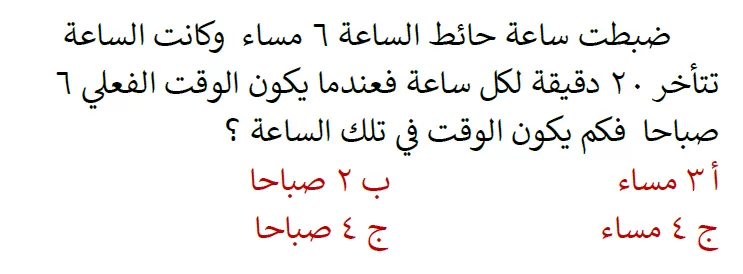 ضبطت ساعة حائط الساعة ٦ مساء وكانت الساعة
تتأخر ٢٠ دقيقة لكل ساعة فعندما يكون الوقت الفعلي ٦
صباحا فكم يكون الوقت في تلك الساعة ؟
أ ٣ مساء ب ٢ صباحا
ج ٤ مساء ج ٤ صباحا